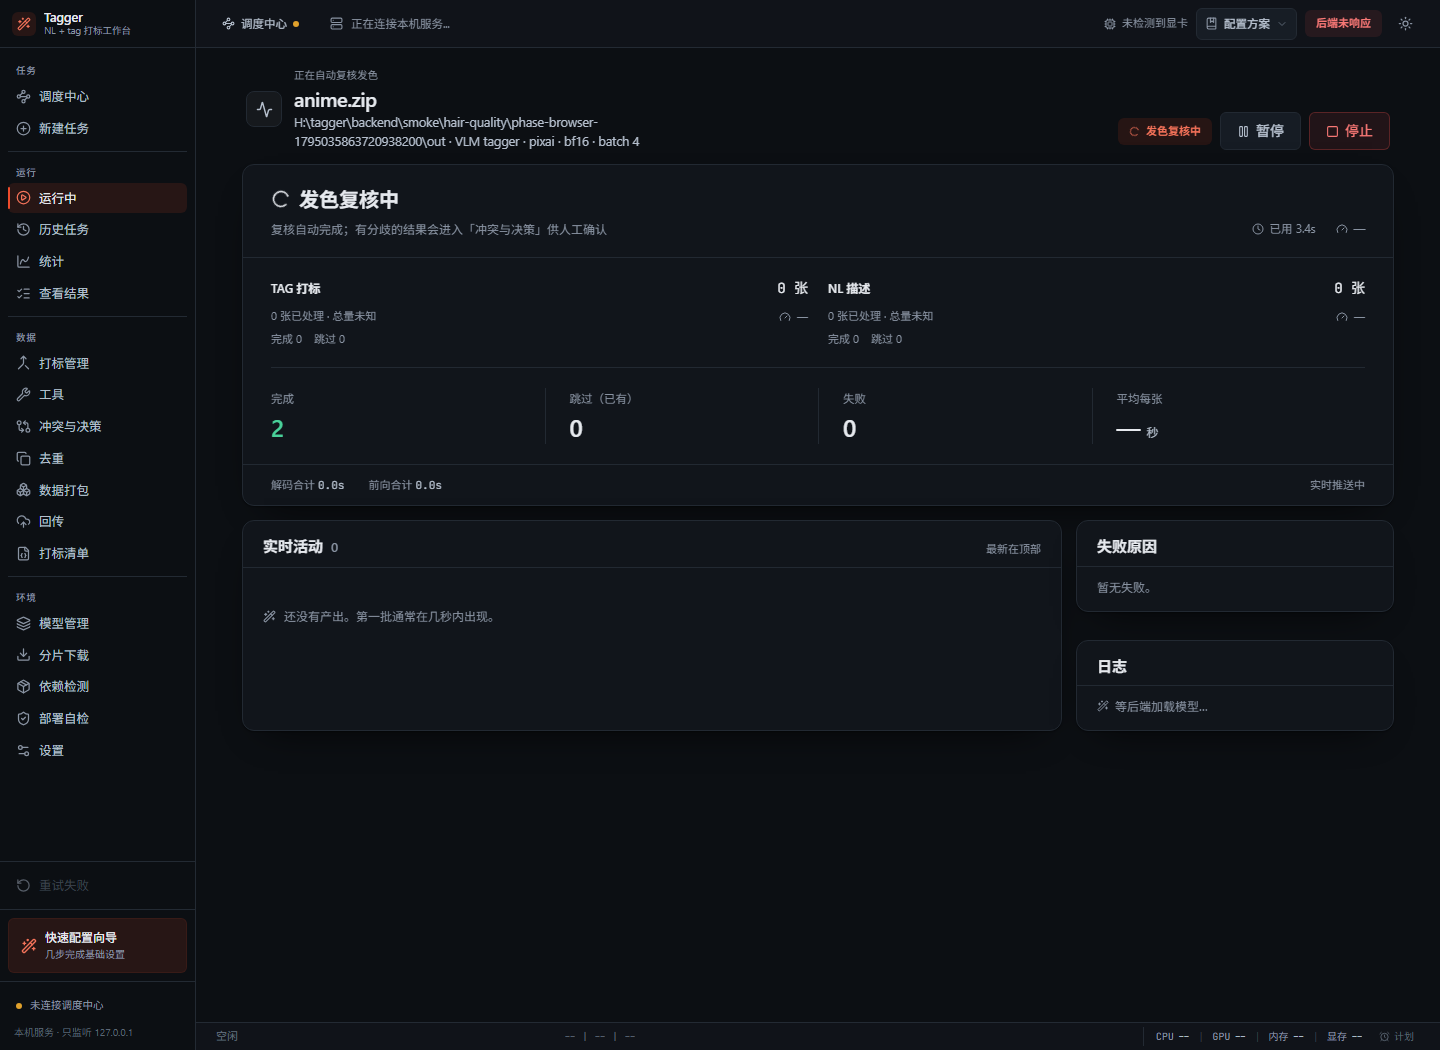 Tagger
NL + tag 打标工作台
任务
调度中心
新建任务
运行
运行中
历史任务
统计
查看结果
数据
打标管理
工具
冲突与决策
去重
数据打包
回传
打标清单
环境
模型管理
分片下载
依赖检测
部署自检
设置
重试失败
快速配置向导
几步完成基础设置
未连接调度中心
本机服务 · 只监听 127.0.0.1
调度中心
正在连接本机服务...
未检测到显卡
配置方案
后端未响应
正在自动复核发色
anime.zip
H:\tagger\backend\smoke\hair-quality\phase-browser-
1795035863720938200\out · VLM tagger · pixai · bf16 · batch 4
发色复核中
暂停
停止
发色复核中
复核自动完成；有分歧的结果会进入「冲突与决策」供人工确认
已用 3.4s
—
TAG 打标
0 张
0 张已处理 · 总量未知
—
完成 0 跳过 0
NL 描述
0 张
0 张已处理 · 总量未知
—
完成 0 跳过 0
完成
2
跳过（已有）
0
失败
0
平均每张
— 秒
解码合计 0.0s 前向合计 0.0s
实时推送中
实时活动 0
最新在顶部
还没有产出。第一批通常在几秒内出现。
失败原因
暂无失败。
日志
等后端加载模型...
空闲
-- | -- | --
CPU -- | GPU -- | 内存 -- | 显存 --
计划